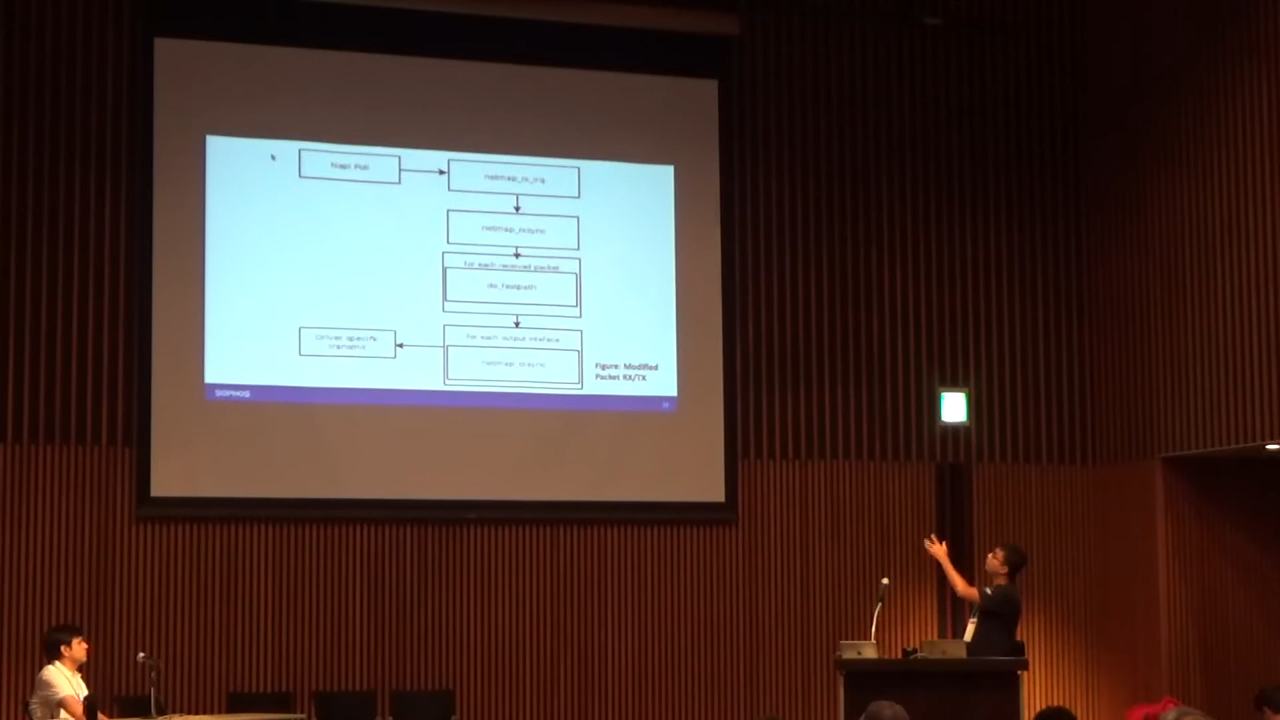 Napi Poll
netmap_rx_irq
netmap_rxsync
for each received packet
do_fastpath
for each output inteface
netmap_txsync
Driver specific
transmit
Figure: Modified
Packet RX/TX
SOPHOS